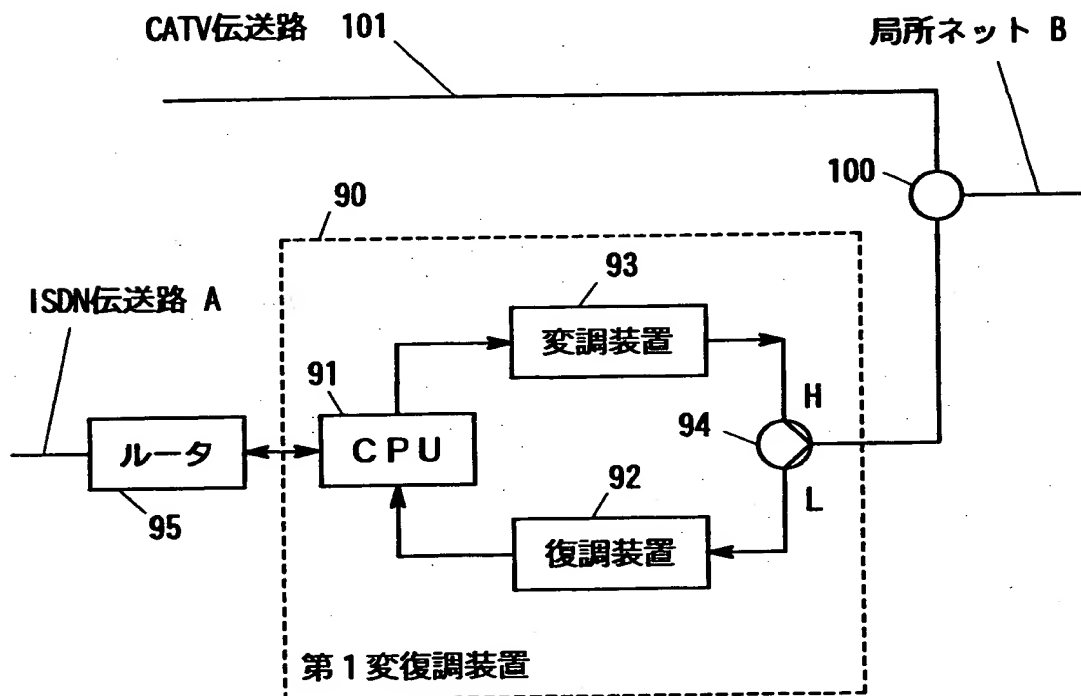 CATV伝送路 101
局所ネット B
100
90
93
ISDN伝送路 A
変調装置
91
H
94
ルータ
CPU
92
L
95
復調装置
第1変復調装置